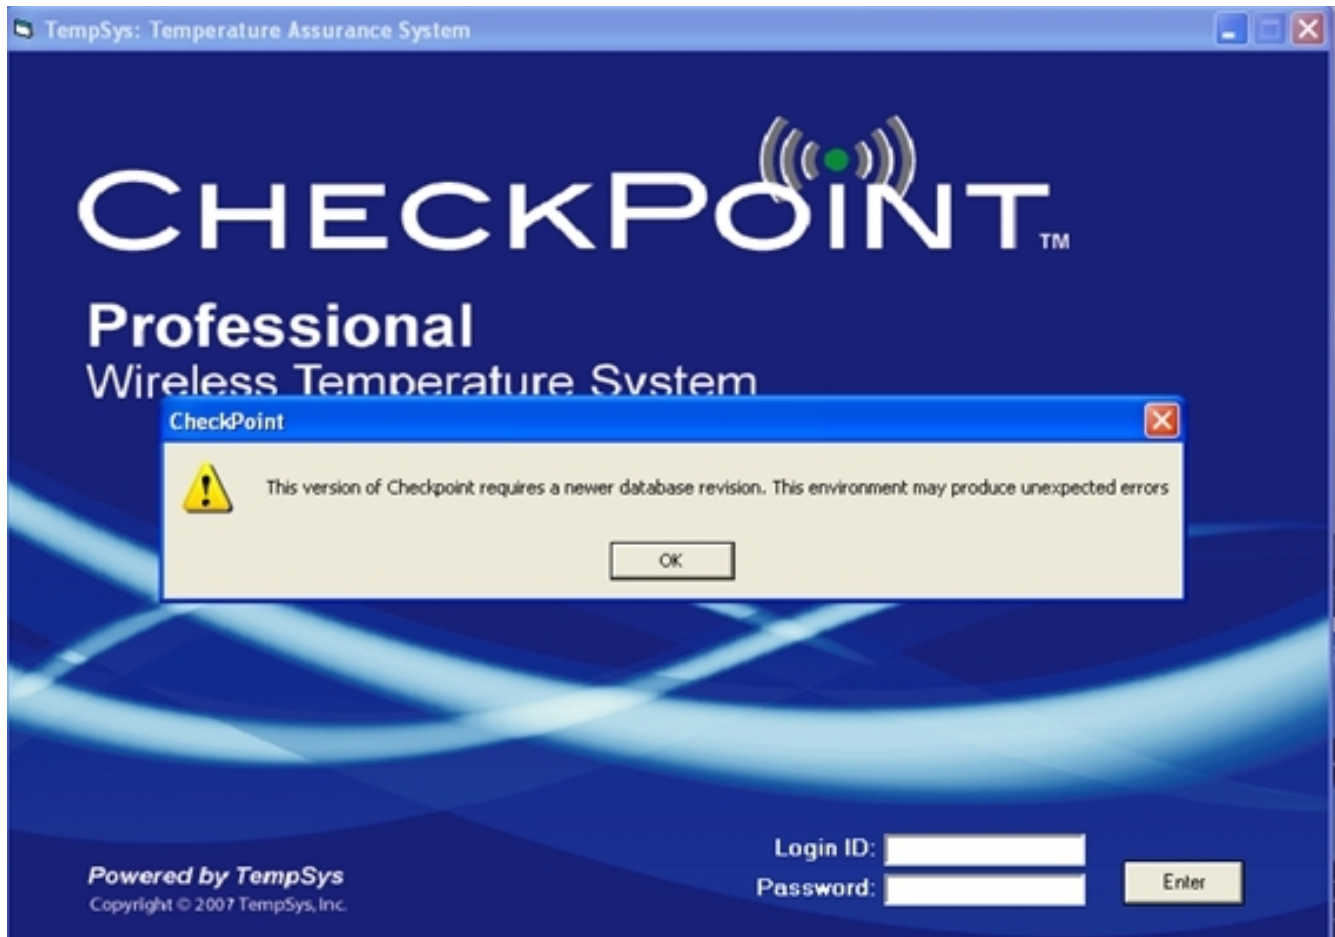 TempSys: Temperature Assurance System
CHECKPOINT™
Professional
Wireless Temperature System
CheckPoint
This version of Checkpoint requires a newer database revision. This environment may produce unexpected errors
OK
Login ID:
Password:
Enter
Powered by TempSys
Copyright © 2007 TempSys, Inc.